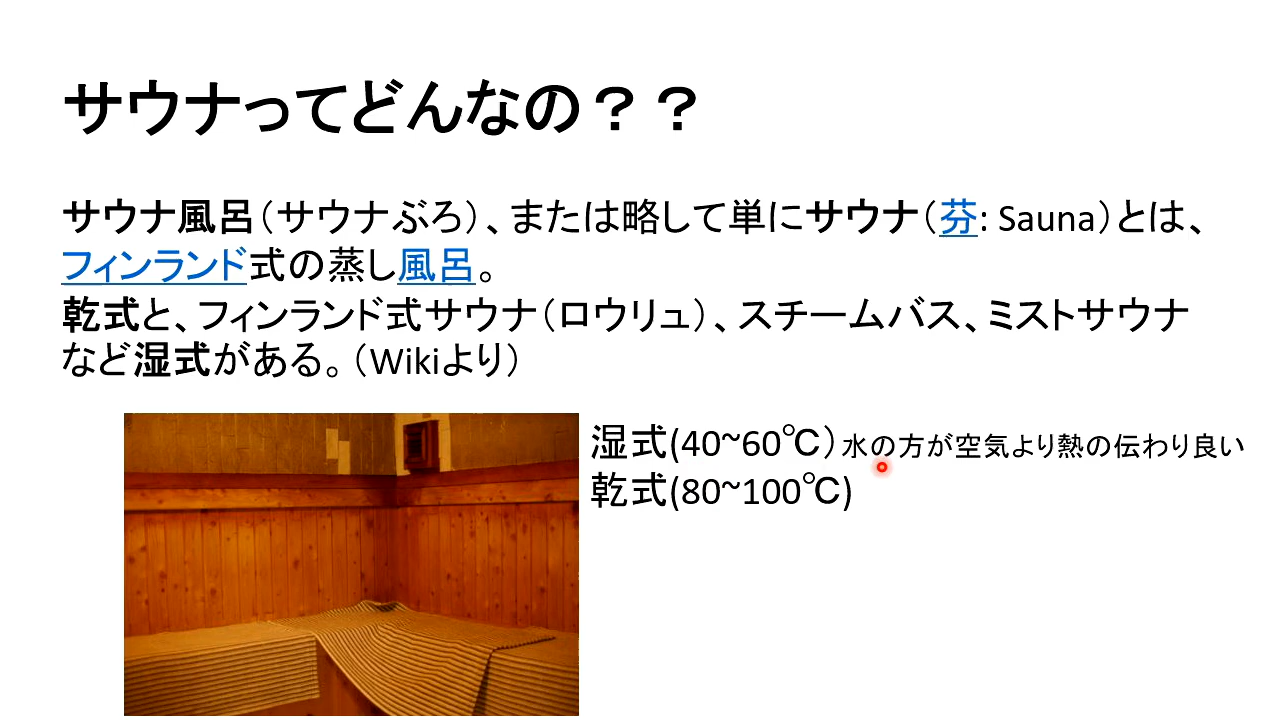 サウナってどんなの？？
サウナ風呂（サウナぶろ）、または略して単にサウナ（芬: Sauna）とは、
フィンランド式の蒸し風呂。
乾式と、フィンランド式サウナ（ロウリュ）、スチームバス、ミストサウナ
など湿式がある。（Wikiより）
湿式(40~60℃）水の方が空気より熱の伝わり良い
乾式(80~100℃)